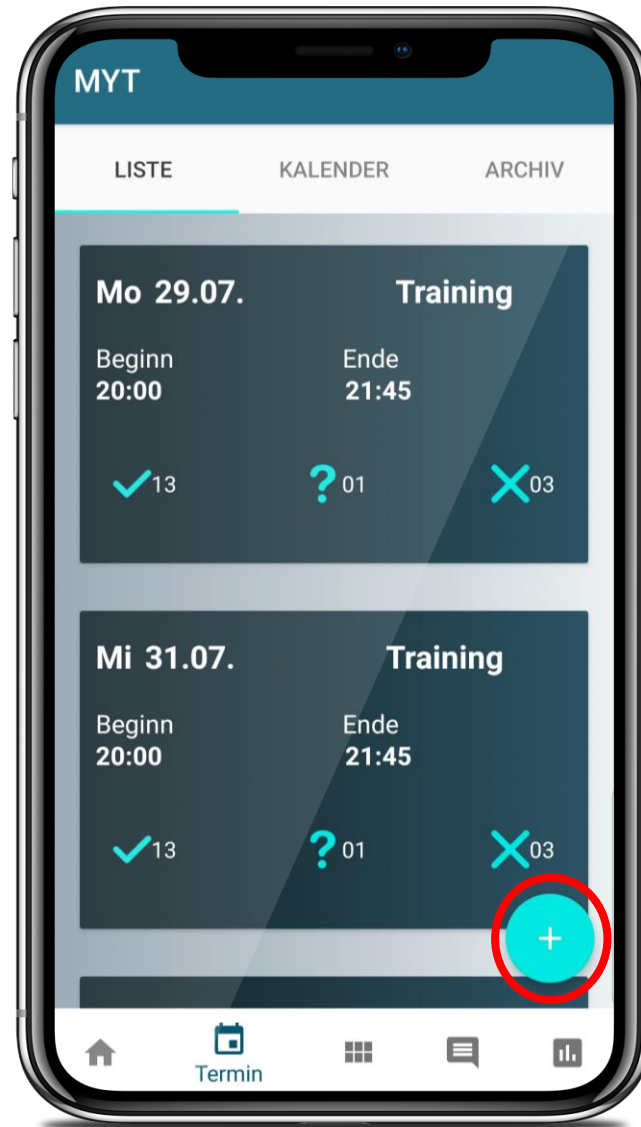 MYT
LISTE KALENDER ARCHIV
Mo 29.07. Training
Beginn Ende
20:00 21:45
13 ? 01 03
Mi 31.07. Training
Beginn Ende
20:00 21:45
13 ? 01 03
+
Termin